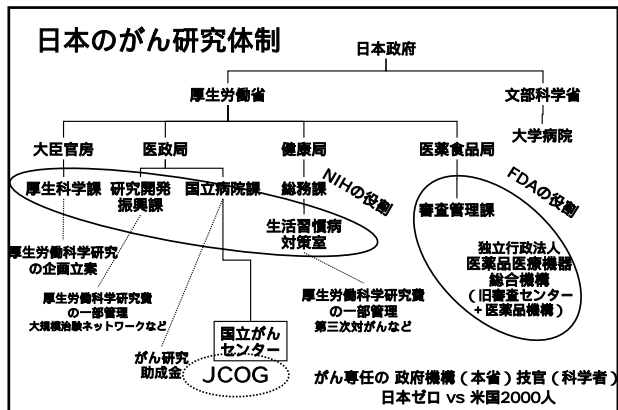 日本のがん研究体制
日本政府
厚生労働省
文部科学省
大臣官房
医政局
健康局
医薬食品局
大学病院
厚生科学課
研究開発
振興課
国立病院課
総務課
NIHの役割
審査管理課
FDAの役割
生活習慣病
対策室
厚生労働科学研究
の企画立案
独立行政法人
医薬品医療機器
総合機構
(旧審査センター
+医薬品機構)
厚生労働科学研究費
の一部管理
大規模治験ネットワークなど
厚生労働科学研究費
の一部管理
第三次対がんなど
がん研究
助成金
国立がん
センター
JCOG
がん専任の 政府機構(本省)技官(科学者)
日本ゼロ vs 米国2000人